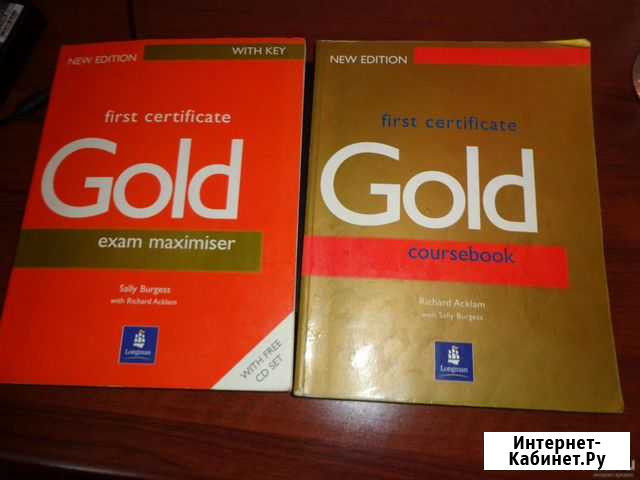 NEW EDITION
WITH KEY
first certificate
Gold
exam maximiser
Sally Burgess
with Richard Acklam
Longman
WITH FREE
CD SET
NEW EDITION
first certificate
Gold
coursebook
Richard Acklam
with Sally Burgess
Longman
Интернет-
Кабинет.Ру